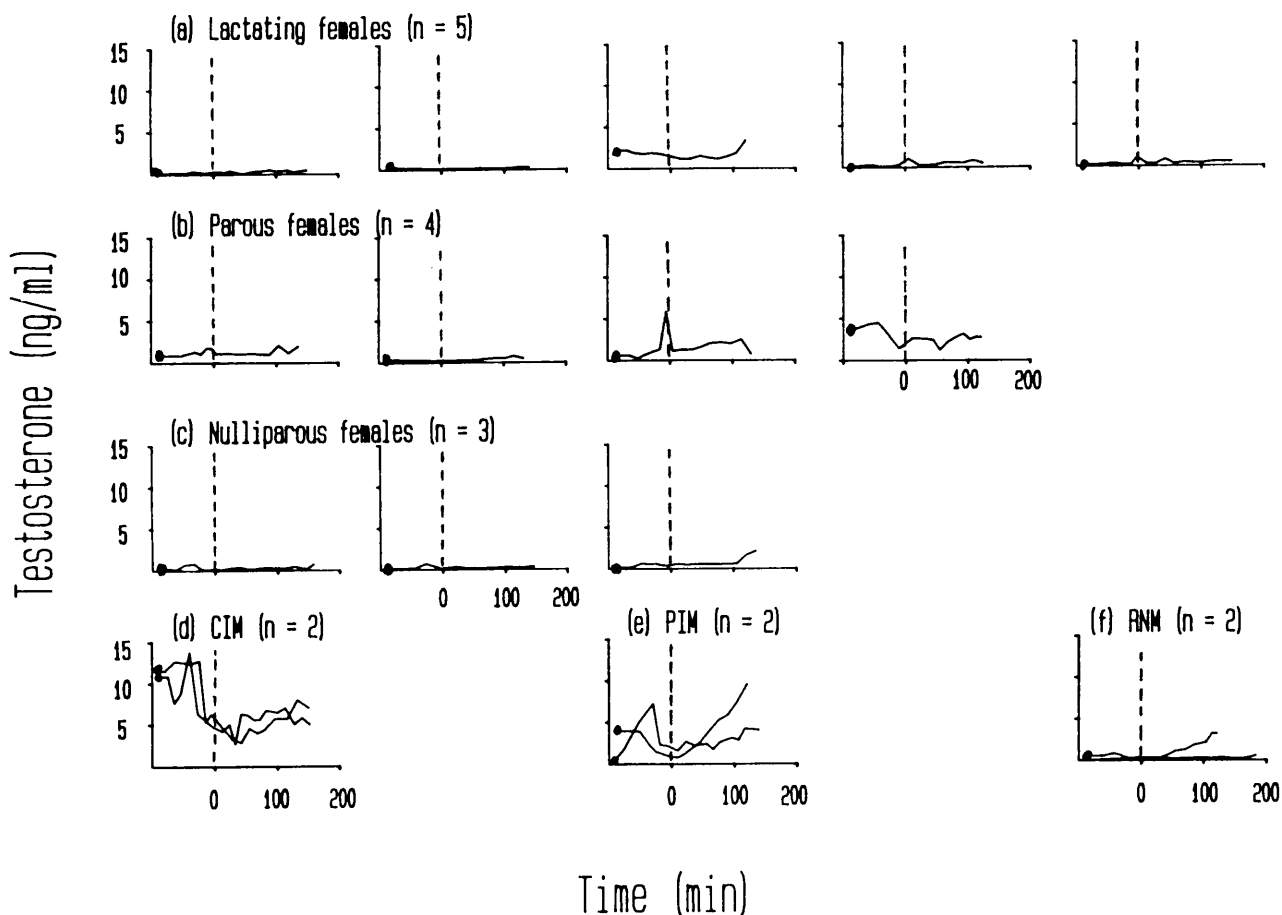 (a) Lactating females (n = 5)
15
10
5
(b) Parous females (n = 4)
15
10
5
0 100 200
(c) Nulliparous females (n = 3)
15
10
5
0 100 200
(d) CIM (n = 2)
(e) PIM (n = 2)
(f) RNM (n = 2)
15
10
5
0 100 200
0 100 200
0 100 200
Testosterone (ng/ml)
Time (min)